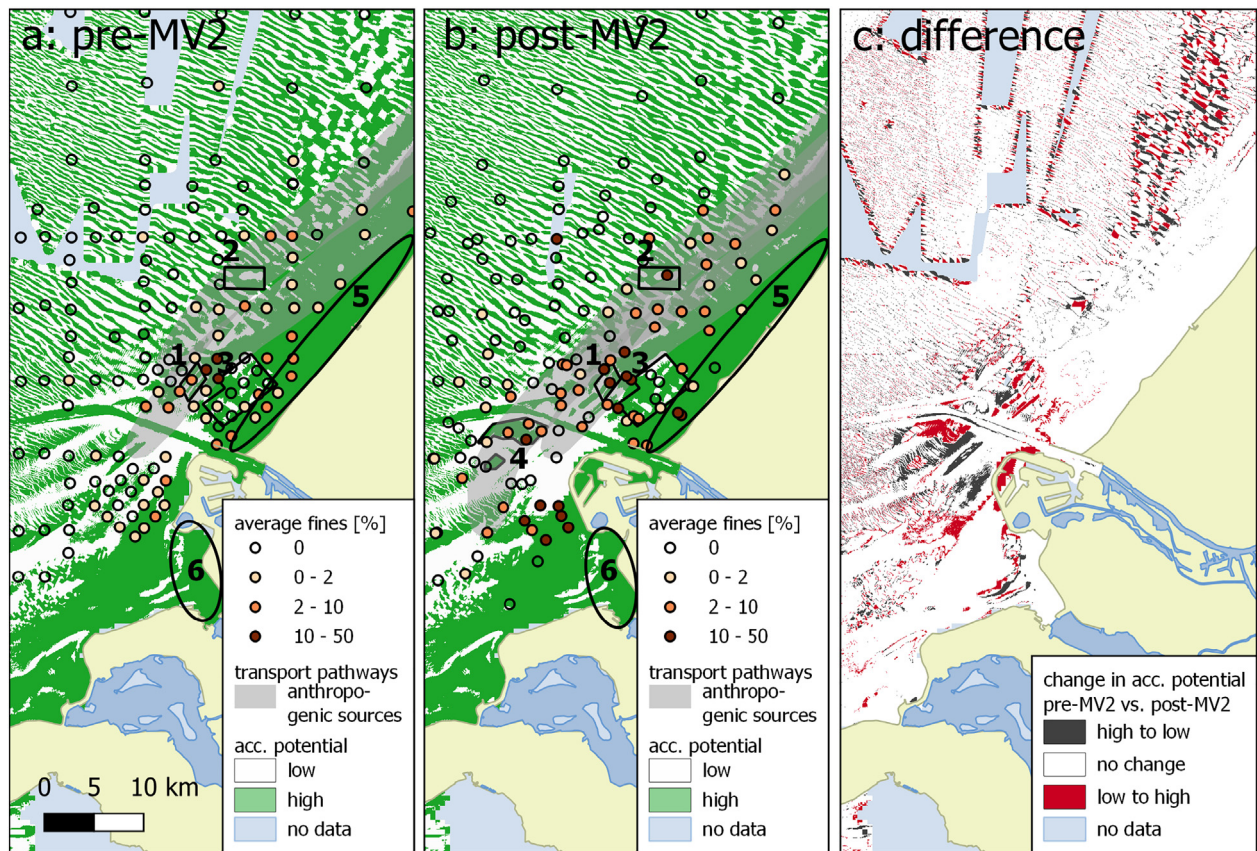 a: pre-MV2
2
5
1
3
6
average fines [%]
0
0 - 2
2 - 10
10 - 50
transport pathways
anthropo-
genic sources
acc. potential
low
high
no data
0 5 10 km
b: post-MV2
2
5
1
3
4
6
average fines [%]
0
0 - 2
2 - 10
10 - 50
transport pathways
anthropo-
genic sources
acc. potential
low
high
no data
c: difference
change in acc. potential
pre-MV2 vs. post-MV2
high to low
no change
low to high
no data